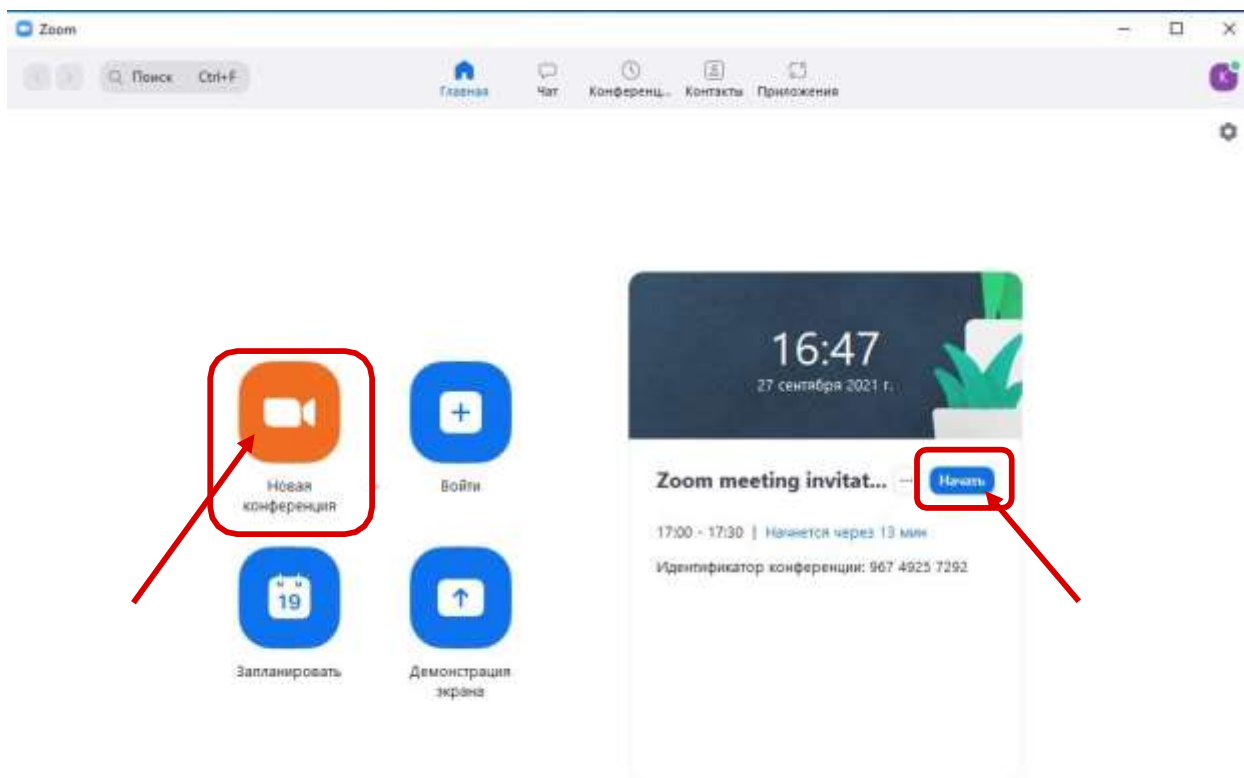 Zoom
Поиск Ctrl+F
Главная
Чат
Конференц...
Контакты
Приложения
K
16:47
27 сентября 2021 г.
Новая
конференция
Войти
Zoom meeting invitat... ...
Начать
17:00 - 17:30 | Начнется через 13 мин
Идентификатор конференции: 967 4925 7292
19
Запланировать
Демонстрация
экрана